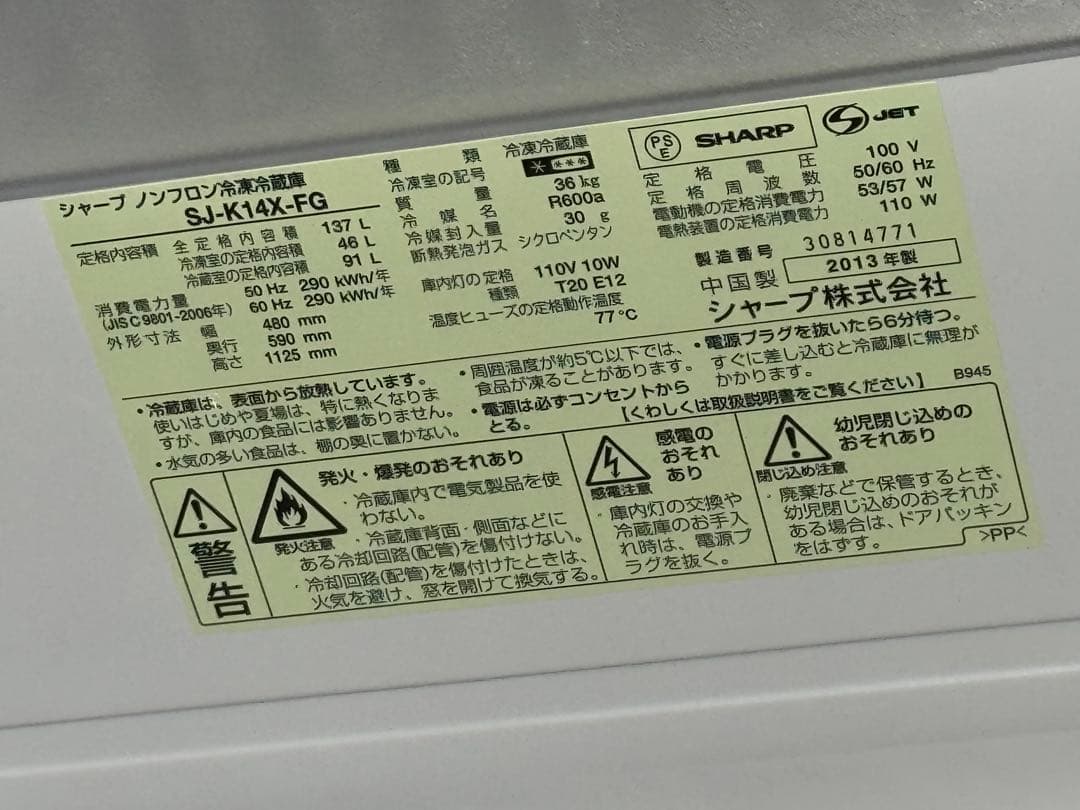 シャープ ノンフロン冷凍冷蔵庫
SJ-K14X-FG
定格内容積 全定格内容積 137 L
冷凍室の定格内容積 46 L
冷蔵室の定格内容積 91 L
消費電力量 50 Hz 290 kWh/年
(JIS C 9801-2006年) 60 Hz 290 kWh/年
外形寸法 幅 480 mm
奥行 590 mm
高さ 1125 mm
種類 冷凍冷蔵庫
冷凍室の記号 ****
質量 36 kg
冷媒名 R600a
冷媒封入量 30 g
断熱発泡ガス シクロペンタン
庫内灯の定格 110V 10W
種類 T20 E12
温度ヒューズの定格動作温度
77℃
PS
E
SHARP
JET
定格電圧 100 V
定格周波数 50/60 Hz
電動機の定格消費電力 53/57 W
電熱装置の定格消費電力 110 W
製造番号 30814771
中国製 2013年製
シャープ株式会社
・冷蔵庫は、表面から放熱しています。
使いはじめや夏場は、特に熱くなりま
すが、庫内の食品には影響ありません。
・水気の多い食品は、棚の奥に置かない。
・周囲温度が約5℃以下では、
食品が凍ることがあります。
・電源は必ずコンセントから
とる。
・電源プラグを抜いたら6分待つ。
すぐに差し込むと冷蔵庫に無理が
かかります。
【くわしくは取扱説明書をご覧ください】 B945
警告
発火注意
発火・爆発のおそれあり
・冷蔵庫内で電気製品を使
わない。
・冷蔵庫背面・側面などに
ある冷却回路(配管)を傷付けない。
・冷却回路(配管)を傷付けたときは、
火気を避け、窓を開けて換気する。
感電注意
感電の
おそれ
あり
・庫内灯の交換や
冷蔵庫のお手入
れ時は、電源プ
ラグを抜く。
閉じ込め注意
幼児閉じ込めの
おそれあり
・廃棄などで保管するとき、
幼児閉じ込めのおそれが
ある場合は、ドアパッキン
をはずす。
>PP<